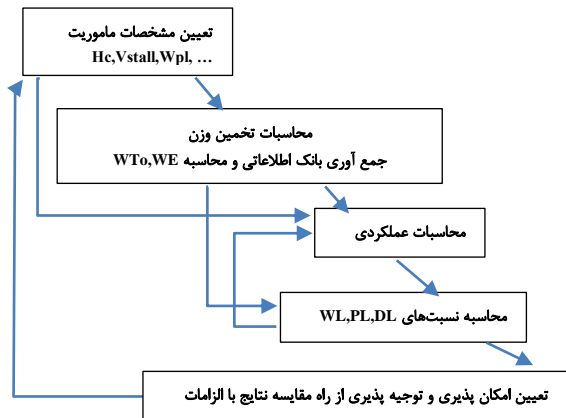 تعیین مشخصات ماموریت
Hc,Vstall,Wpl, …
محاسبات تخمین وزن
جمع آوری بانک اطلاعاتی و محاسبه WTo,WE
محاسبات عملکردی
محاسبه نسبت‌های WL,PL,DL
تعیین امکان پذیری و توجیه پذیری از راه مقایسه نتایج با الزامات